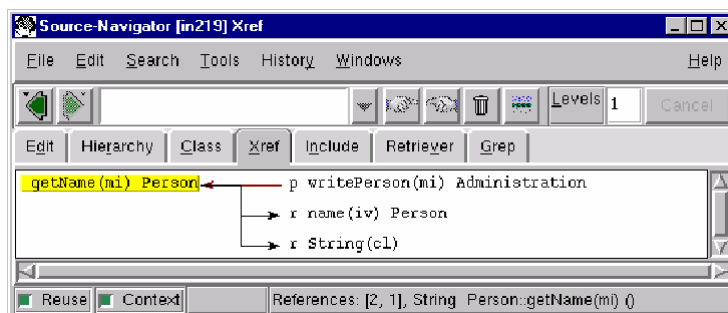 Source-Navigator [in219] Xref
File Edit Search Tools History Windows Help
Levels 1 Cancel
Edit Hierarchy Class Xref Include Retriever Grep
getName(mi) Person p writePerson(mi) Administration
r name(iv) Person
r String(cl)
Reuse Context References: [2, 1], String Person::getName(mi) ()